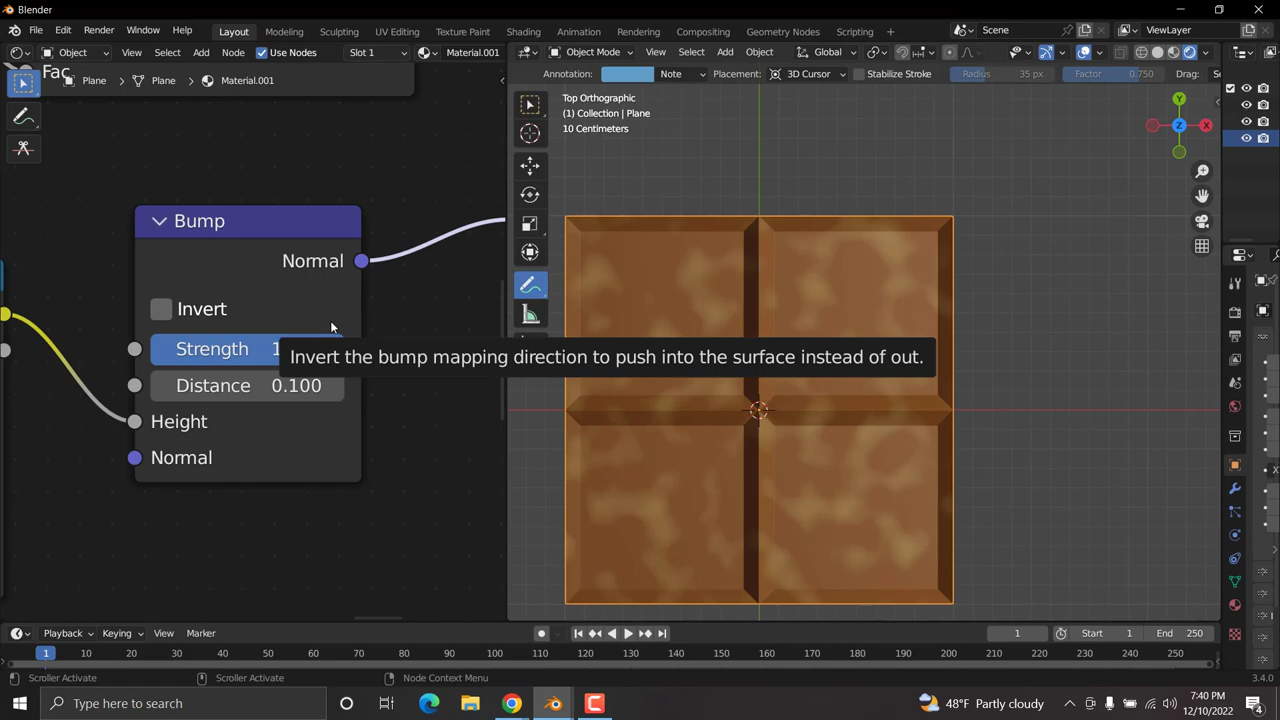 Blender
File Edit Render Window Help Layout Modeling Sculpting UV Editing Texture Paint Shading Animation Rendering Compositing Geometry Nodes Scripting Scene ViewLayer
Object View Select Add Node Use Nodes Slot 1 Material.001
Object Mode View Select Add Object Global
Fac
Plane Plane Material.001
Annotation: Note Placement: 3D Cursor Stabilize Stroke Radius 35 px Factor 0.750 Drag:
Top Orthographic
(1) Collection | Plane
10 Centimeters
Y
Z X
Bump
Normal
Invert
Strength 1
Invert the bump mapping direction to push into the surface instead of out.
Distance 0.100
Height
Normal
Playback Keying View Marker 1 Start 1 End 250
1 10 20 30 40 50 60 70 80 90 100 110 120 130 140 150 160 170 180 190 200 210 220 230 240 250
Scroller Activate Scroller Activate Node Context Menu 3.4.0
Type here to search 48°F Partly cloudy 7:40 PM
12/10/2022 4